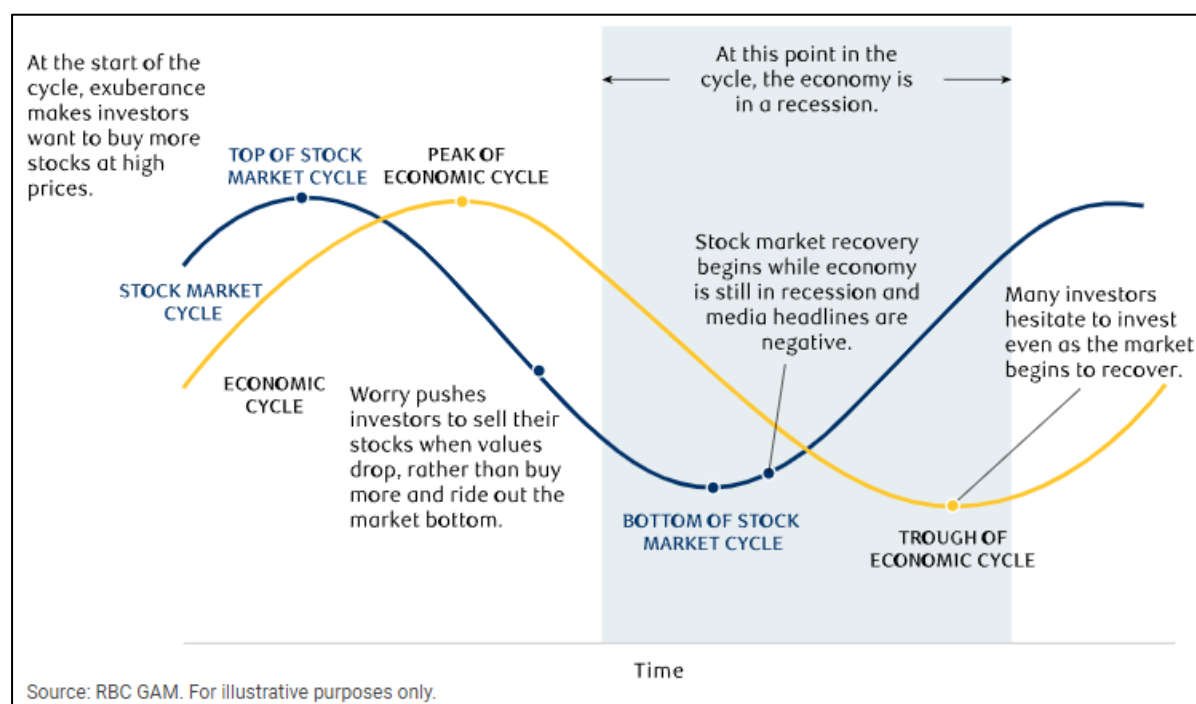 At the start of the
cycle, exuberance
makes investors
want to buy more
stocks at high
prices.
TOP OF STOCK
MARKET CYCLE
PEAK OF
ECONOMIC CYCLE
At this point in the
cycle, the economy is
in a recession.
STOCK MARKET
CYCLE
ECONOMIC
CYCLE
Worry pushes
investors to sell their
stocks when values
drop, rather than buy
more and ride out the
market bottom.
Stock market recovery
begins while economy
is still in recession and
media headlines are
negative.
BOTTOM OF STOCK
MARKET CYCLE
Many investors
hesitate to invest
even as the market
begins to recover.
TROUGH OF
ECONOMIC CYCLE
Time
Source: RBC GAM. For illustrative purposes only.